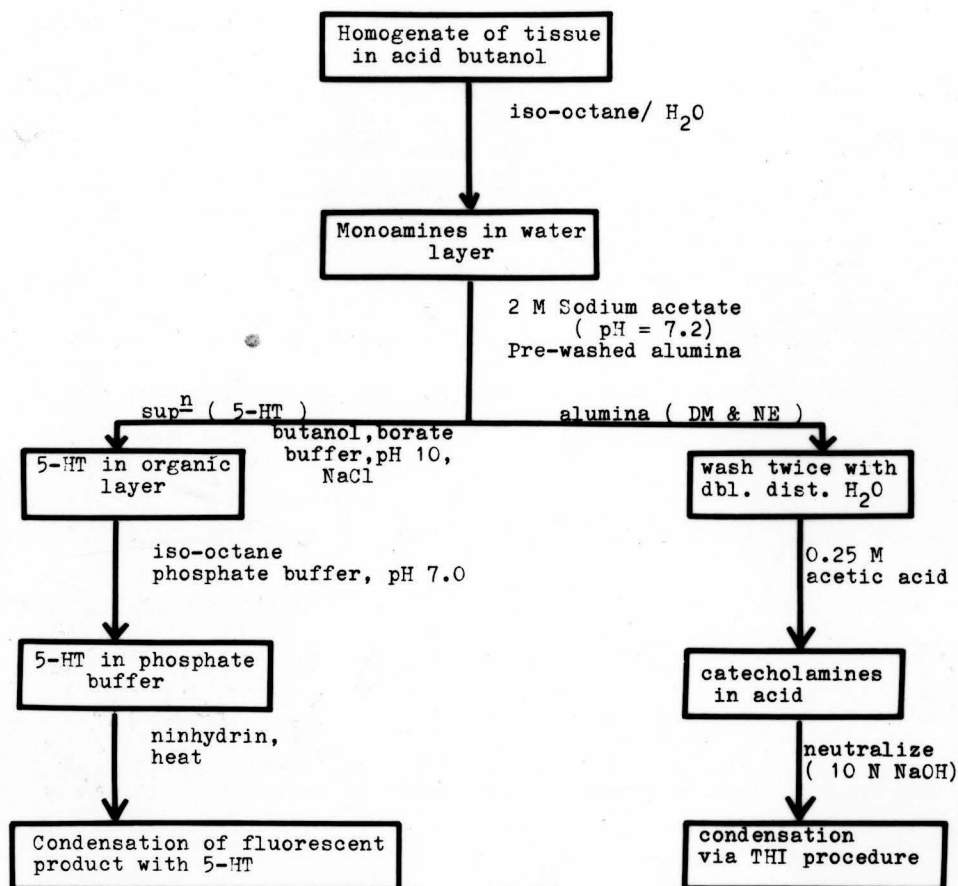 Homogenate of tissue
in acid butanol
iso-octane/ H₂O
Monoamines in water
layer
2 M Sodium acetate
( pH = 7.2)
Pre-washed alumina
supn ( 5-HT )
alumina ( DM & NE )
butanol, borate
buffer, pH 10,
NaCl
5-HT in organic
layer
wash twice with
dbl. dist. H₂O
iso-octane
phosphate buffer, pH 7.0
0.25 M
acetic acid
5-HT in phosphate
buffer
catecholamines
in acid
ninhydrin,
heat
neutralize
( 10 N NaOH)
Condensation of fluorescent
product with 5-HT
condensation
via THI procedure